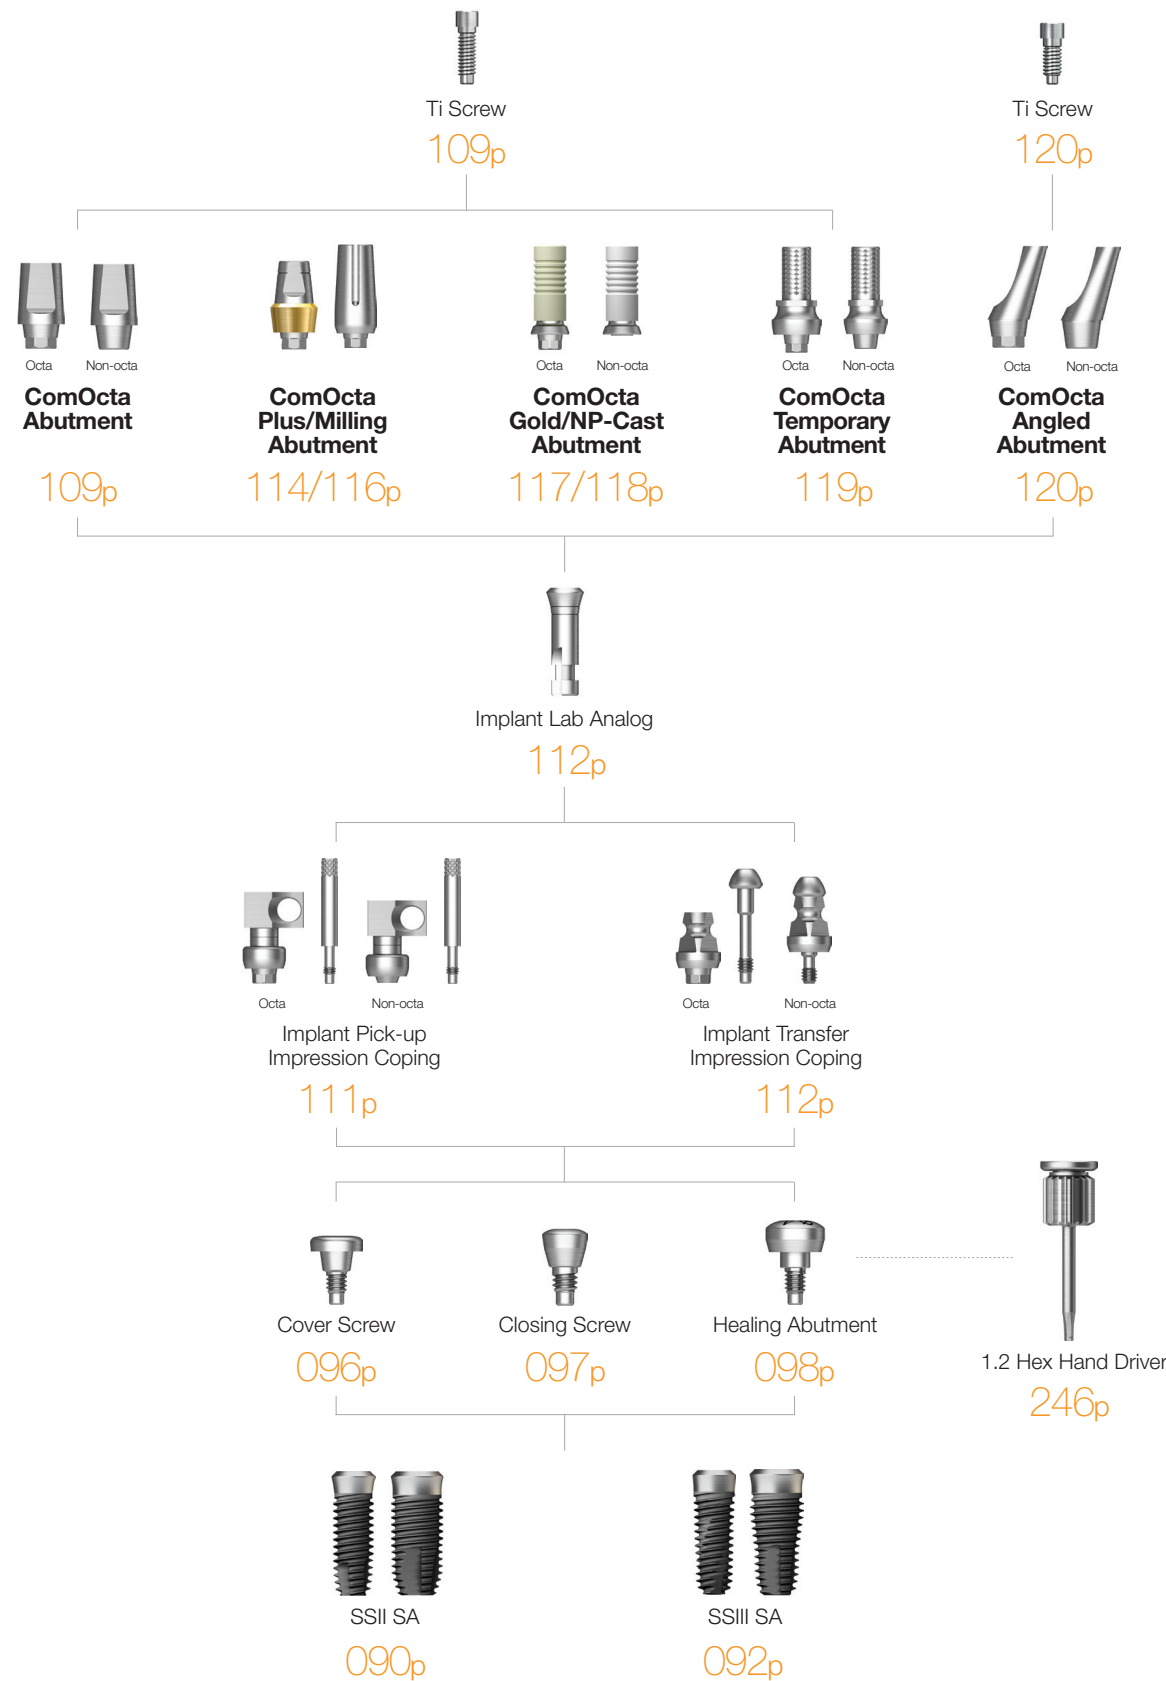 Ti Screw
109p
Ti Screw
120p
Octa
Non-octa
ComOcta
Abutment
109p
ComOcta
Plus/Milling
Abutment
114/116p
Octa
Non-octa
ComOcta
Gold/NP-Cast
Abutment
117/118p
Octa
Non-octa
ComOcta
Temporary
Abutment
119p
Octa
Non-octa
ComOcta
Angled
Abutment
120p
Implant Lab Analog
112p
Octa
Non-octa
Implant Pick-up
Impression Coping
111p
Octa
Non-octa
Implant Transfer
Impression Coping
112p
Cover Screw
096p
Closing Screw
097p
Healing Abutment
098p
1.2 Hex Hand Driver
246p
SSII SA
090p
SSIII SA
092p